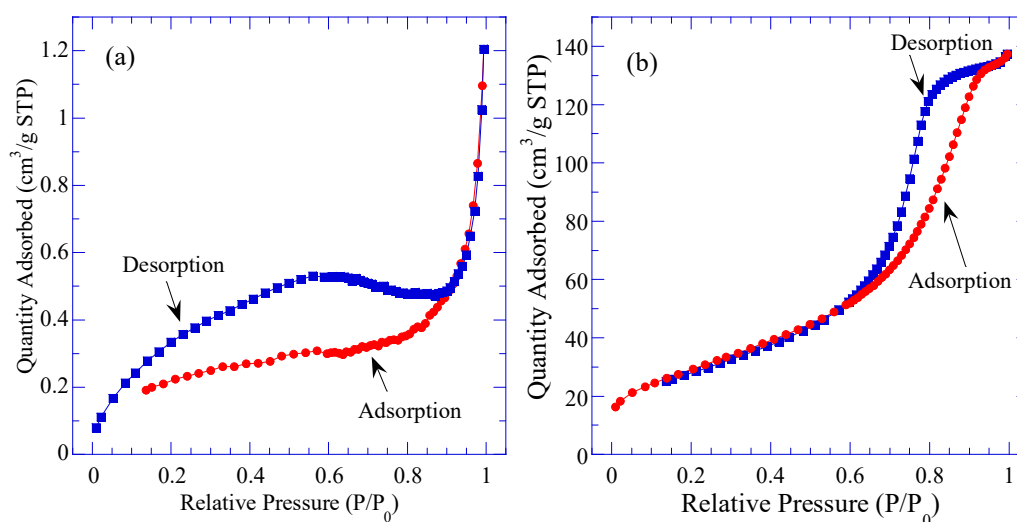 (a)
Quantity Adsorbed (cm³/g STP)
1.2
1
0.8
0.6
0.4
0.2
0
Desorption
Adsorption
0 0.2 0.4 0.6 0.8 1
Relative Pressure (P/P₀)
(b)
Quantity Adsorbed (cm³/g STP)
140
120
100
80
60
40
20
0
Desorption
Adsorption
0 0.2 0.4 0.6 0.8 1
Relative Pressure (P/P₀)